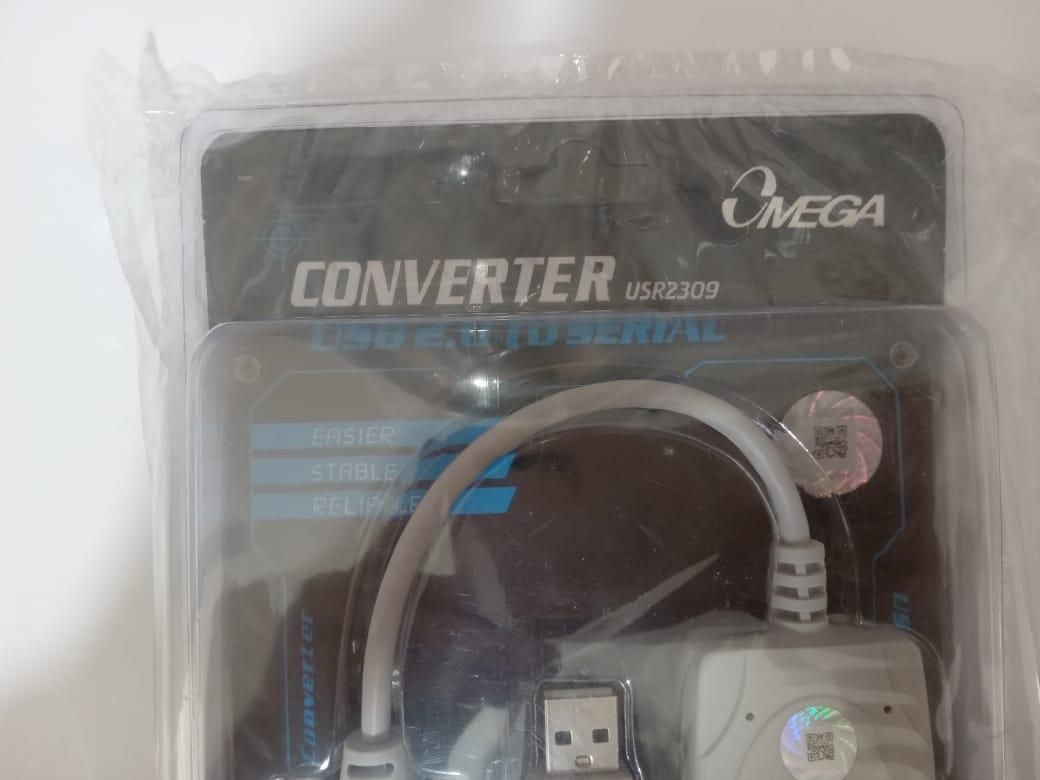 OMEGA
CONVERTER USR2309
USB 2.0 TO SERIAL
EASIER
STABLE
RELIABLE
Converter